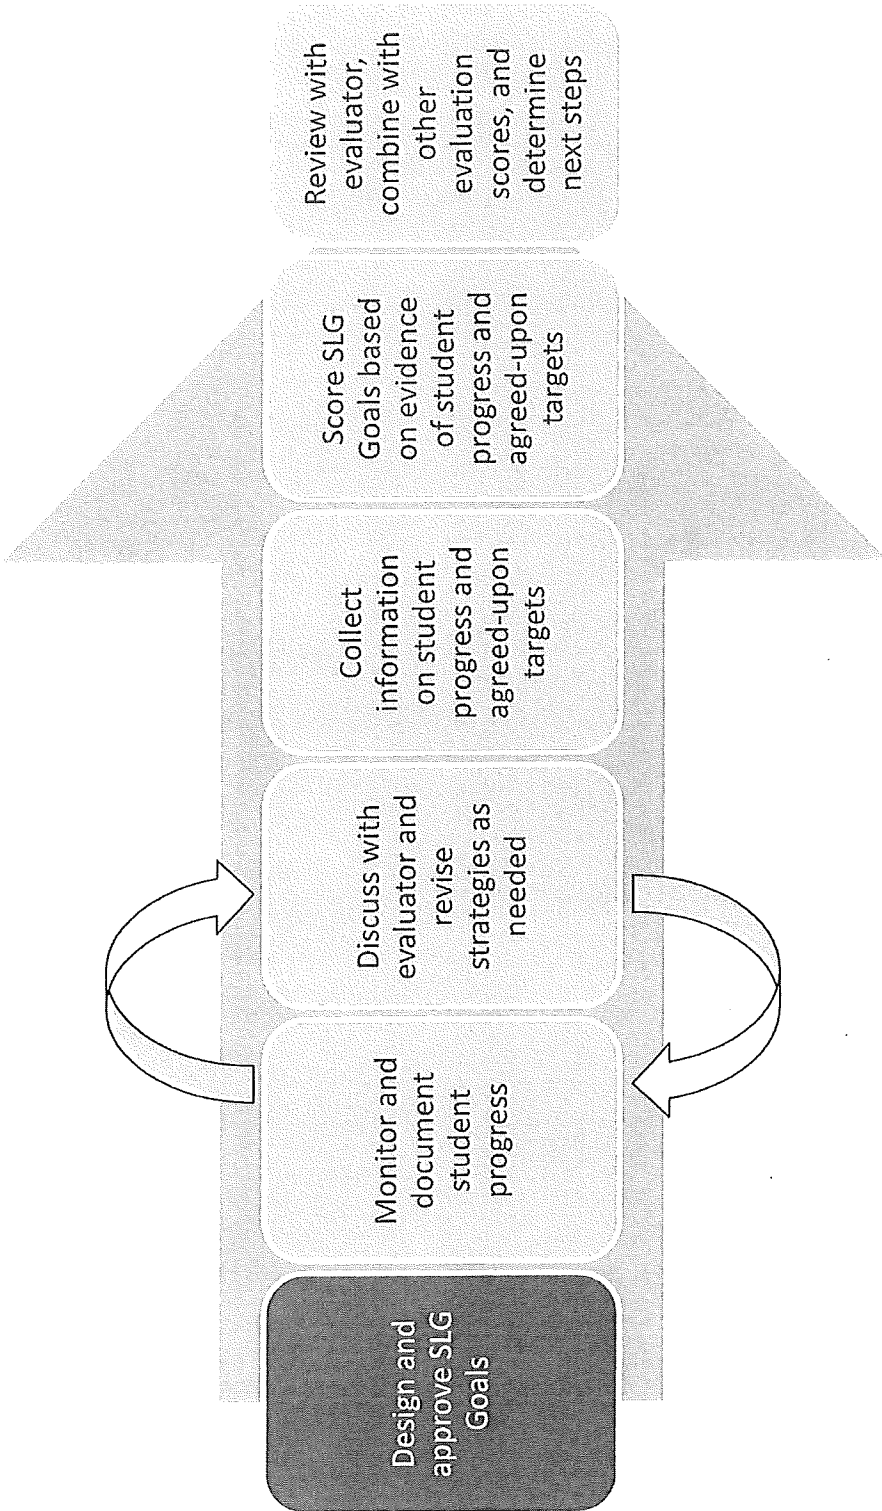 Design and
approve SLG
Goals
Monitor and
document
student
progress
Discuss with
evaluator and
revise
strategies as
needed
Collect
information
on student
progress and
agreed-upon
targets
Score SLG
Goals based
on evidence
of student
progress and
agreed-upon
targets
Review with
evaluator,
combine with
other
evaluation
scores, and
determine
next steps